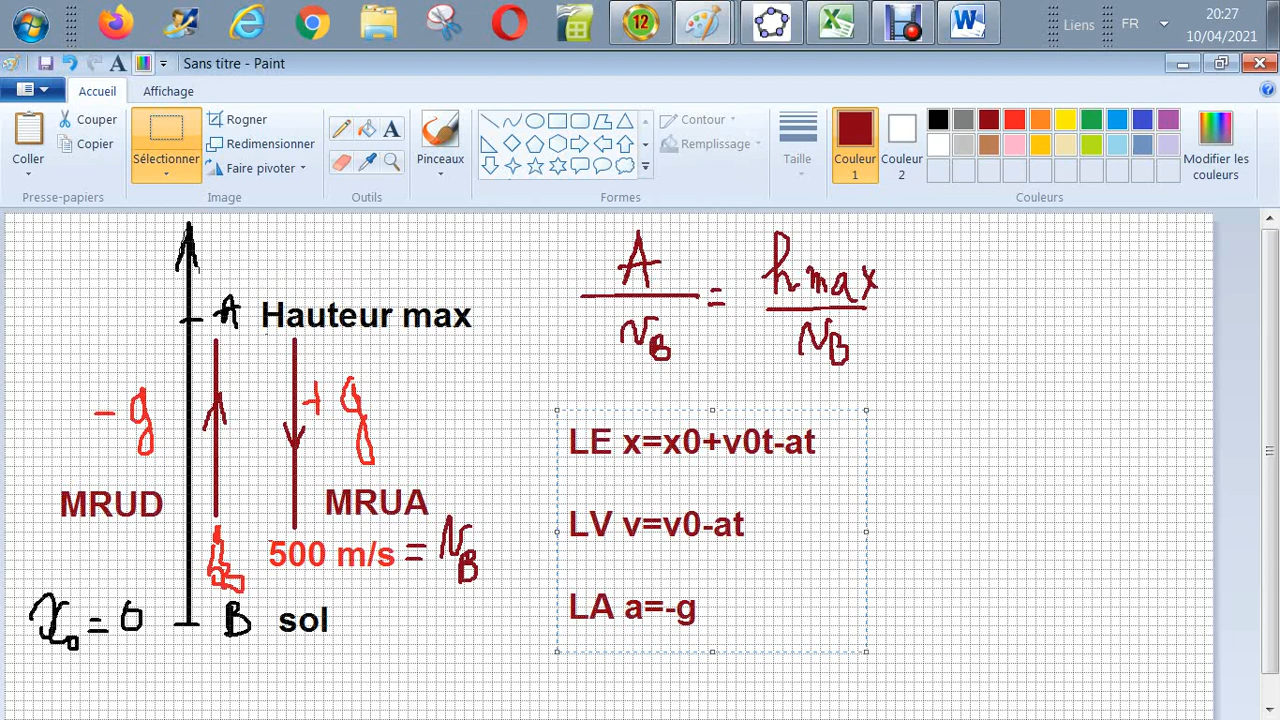 Liens
FR
20:27
10/04/2021
12
Sans titre - Paint
Accueil
Affichage
Coller
Couper
Copier
Presse-papiers
Sélectionner
Rogner
Redimensionner
Faire pivoter
Image
A
Outils
Pinceaux
Contour
Remplissage
Formes
Taille
Couleur 1
Couleur 2
Modifier les couleurs
Couleurs
A Hauteur max
- g
+ g
MRUD
MRUA
500 m/s = VB
x0 = 0
B sol
A / VB = hmax / VB
LE x=x0+v0t-at
LV v=v0-at
LA a=-g